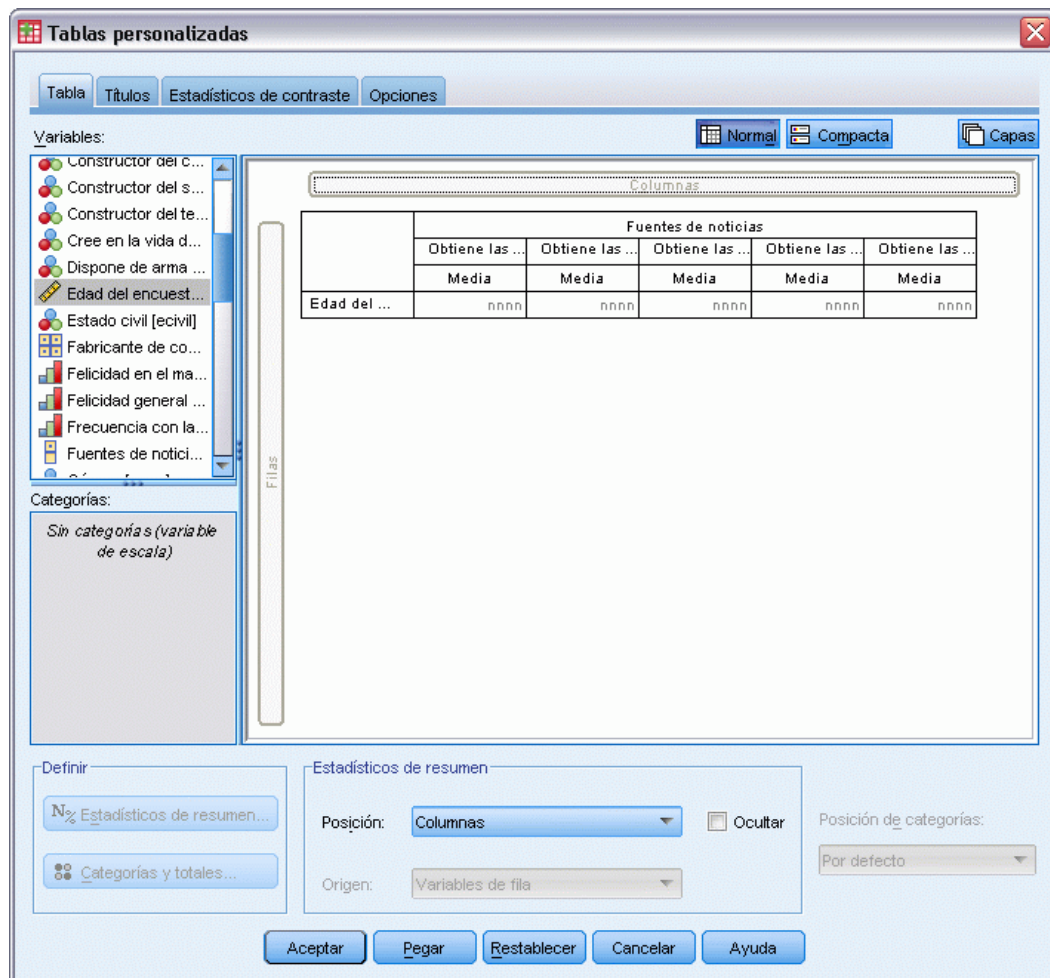 Tablas personalizadas
Tabla
Títulos
Estadísticos de contraste
Opciones
Variables:
Normal
Compacta
Capas
Constructor del c...
Constructor del s...
Constructor del te...
Cree en la vida d...
Dispone de arma ...
Edad del encuest...
Estado civil [ecivil]
Fabricante de co...
Felicidad en el ma...
Felicidad general ...
Frecuencia con la...
Fuentes de notici...
Columnas
Filas
Fuentes de noticias
Obtiene las ... Obtiene las ... Obtiene las ... Obtiene las ... Obtiene las ...
Media Media Media Media Media
Edad del ... nnnn nnnn nnnn nnnn nnnn
Categorías:
Sin categorías (variable
de escala)
Definir
N% Estadísticos de resumen...
Categorías y totales...
Estadísticos de resumen
Posición: Columnas
Ocultar
Origen: Variables de fila
Posición de categorías:
Por defecto
Aceptar
Pegar
Restablecer
Cancelar
Ayuda